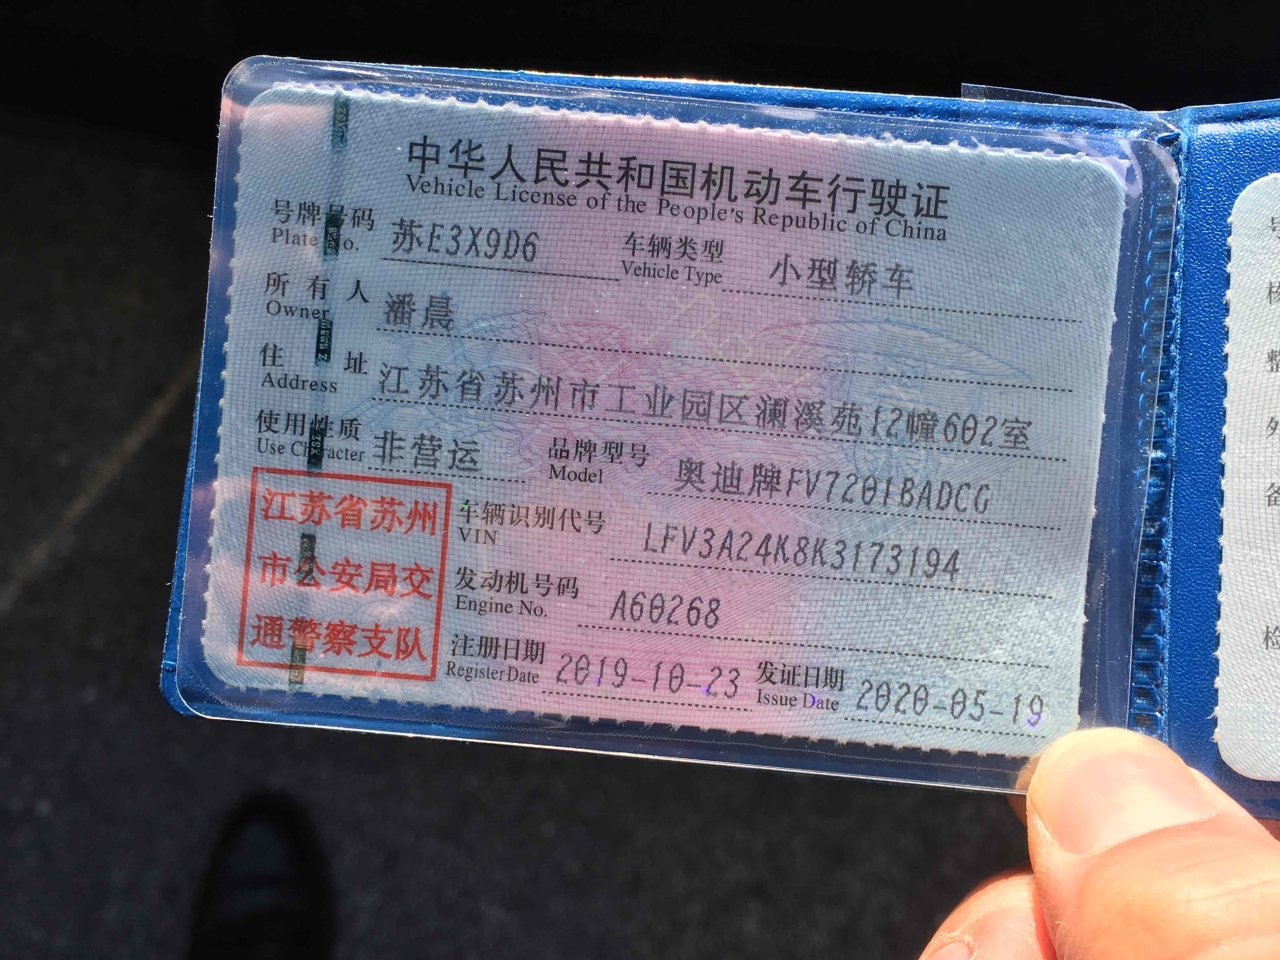 中华人民共和国机动车行驶证
Vehicle License of the People's Republic of China
号牌号码 苏E3X9D6 车辆类型 小型轿车
Plate No. Vehicle Type
所有人 潘晨
Owner
住址 江苏省苏州市工业园区澜溪苑12幢602室
Address
使用性质 非营运 品牌型号 奥迪牌FV7201BADCG
Use Character Model
江苏省苏州
市公安局交
通警察支队
车辆识别代号 LFV3A24K8K3173194
VIN
发动机号码 A60268
Engine No.
注册日期 2019-10-23 发证日期 2020-05-19
Register Date Issue Date